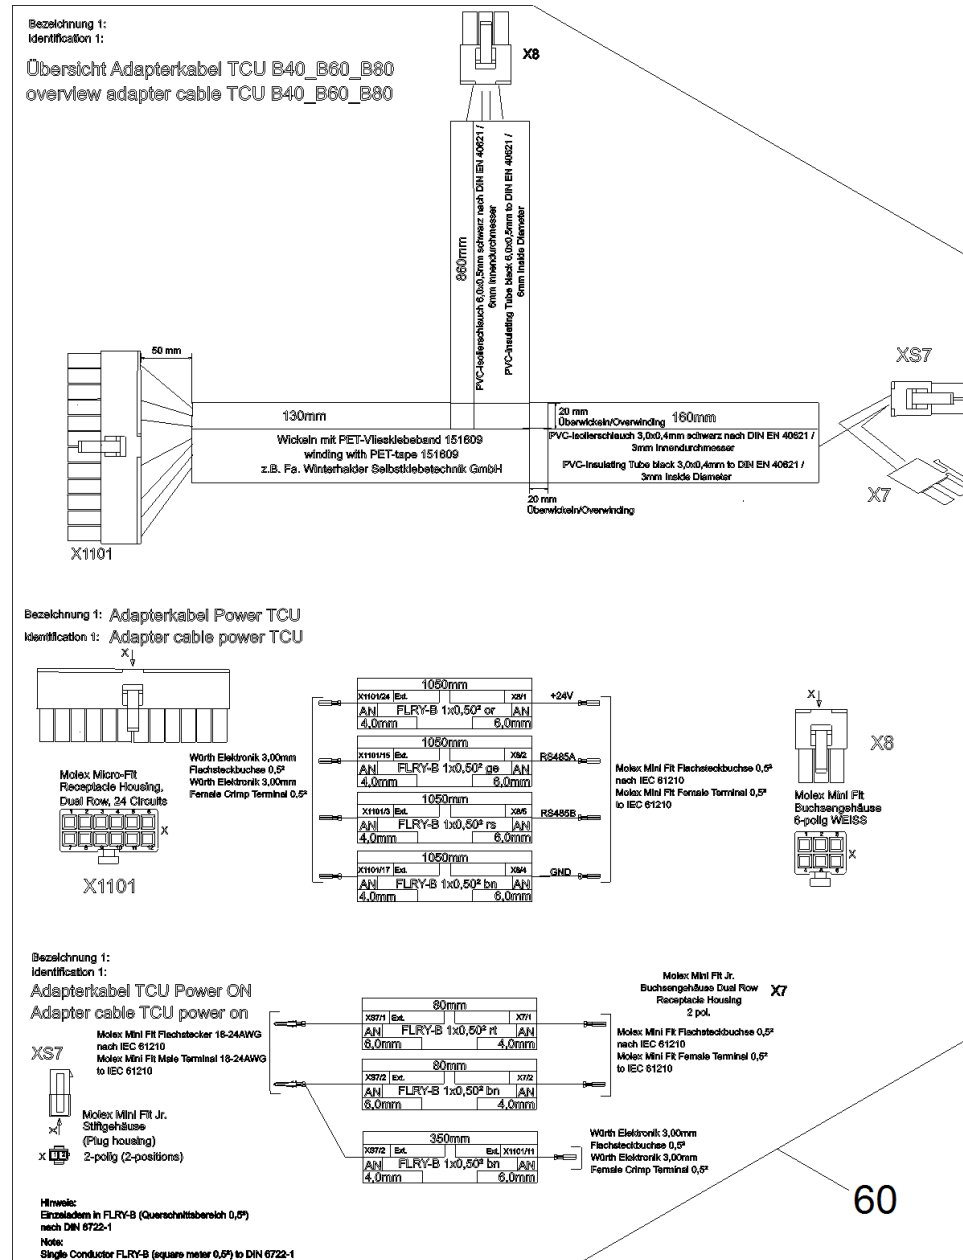 Bezeichnung 1:
Identification 1:
Übersicht Adapterkabel TCU B40_B60_B80
overview adapter cable TCU B40_B60_B80
X8
860mm
PVC-Isolierschlauch 6,0x0,5mm schwarz nach DIN EN 40621 /
6mm Innendurchmesser
PVC-Insulating Tube black 6,0x0,5mm to DIN EN 40621 /
6mm Inside Diameter
50 mm
XS7
130mm
20 mm
Überwickeln/Overwinding
160mm
Wickeln mit PET-Vliesklebeband 151609
winding with PET-tape 151609
z.B. Fa. Winterhalder Selbstklebetechnik GmbH
PVC-Isolierschlauch 3,0x0,4mm schwarz nach DIN EN 40621 /
3mm Innendurchmesser
PVC-Insulating Tube black 3,0x0,4mm to DIN EN 40621 /
3mm Inside Diameter
X7
20 mm
Überwickeln/Overwinding
X1101
Bezeichnung 1: Adapterkabel Power TCU
Identification 1: Adapter cable power TCU
X
Würth Elektronik 3,00mm
Flachsteckbuchse 0,5²
Würth Elektronik 3,00mm
Female Crimp Terminal 0.5²
Molex Micro-Fit
Receptacle Housing,
Dual Row, 24 Circuits
1 2 3 4 5 6
X
7 8 9 10 11 12
X1101
1050mm
X1101/24 Ext. X8/1 +24V
AN FLRY-B 1x0,50² or AN
4,0mm 6,0mm
1050mm
X1101/15 Ext. X8/2 RS485A
AN FLRY-B 1x0,50² ge AN
4,0mm 6,0mm
1050mm
X1101/3 Ext. X8/5 RS485B
AN FLRY-B 1x0,50² rs AN
4,0mm 6,0mm
1050mm
X1101/17 Ext. X8/4 GND
AN FLRY-B 1x0,50² bn AN
4,0mm 6,0mm
Molex Mini Fit Flachsteckbuchse 0,5²
nach IEC 61210
Molex Mini Fit Female Terminal 0,5²
to IEC 61210
X
X8
Molex Mini Fit
Buchsengehäuse
6-polig WEISS
1 2 3
X
4 5 6
Bezeichnung 1:
Identification 1:
Adapterkabel TCU Power ON
Adapter cable TCU power on
XS7
Molex Mini Fit Flachstecker 18-24AWG
nach IEC 61210
Molex Mini Fit Male Terminal 18-24AWG
to IEC 61210
X
Molex Mini Fit Jr.
Stiftgehäuse
(Plug housing)
2-polig (2-positions)
X
80mm
XS7/1 Ext. X7/1
AN FLRY-B 1x0,50² rt AN
6,0mm 4,0mm
80mm
XS7/2 Ext. X7/2
AN FLRY-B 1x0,50² bn AN
6,0mm 4,0mm
350mm
XS7/2 Ext. X1101/11
AN FLRY-B 1x0,50² bn AN
4,0mm 6,0mm
Molex Mini Fit Jr.
Buchsengehäuse Dual Row
Receptacle Housing
2 pol.
X7
Molex Mini Fit Flachsteckbuchse 0,5²
nach IEC 61210
Molex Mini Fit Female Terminal 0,5²
to IEC 61210
Würth Elektronik 3,00mm
Flachsteckbuchse 0,5²
Würth Elektronik 3,00mm
Female Crimp Terminal 0,5²
60
Hinweis:
Einzeladern in FLRY-B (Querschnittsbereich 0,5²)
nach DIN 6722-1
Note:
Single Conductor FLRY-B (square meter 0,5²) to DIN 6722-1